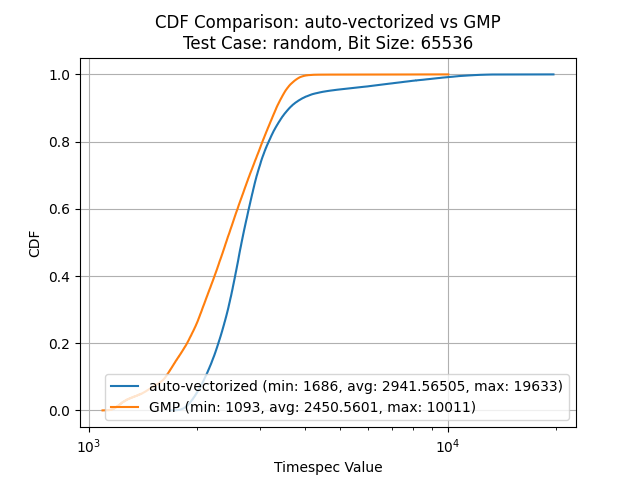 CDF Comparison: auto-vectorized vs GMP
Test Case: random, Bit Size: 65536
1.0
0.8
0.6
0.4
0.2
0.0
CDF
auto-vectorized (min: 1686, avg: 2941.56505, max: 19633)
GMP (min: 1093, avg: 2450.5601, max: 10011)
10³
10⁴
Timespec Value